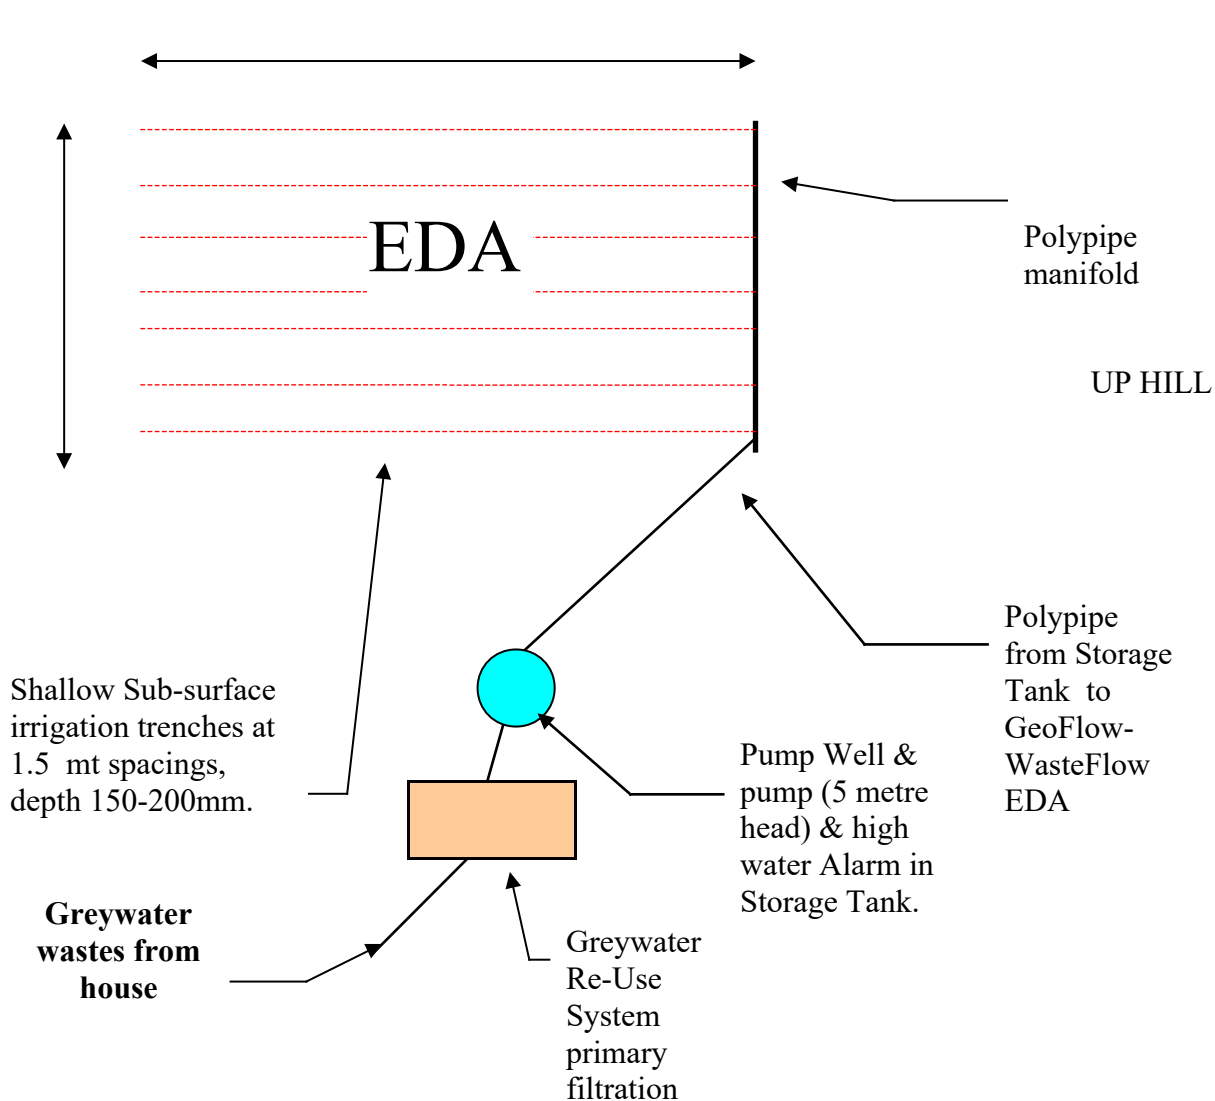 EDA
Polypipe
manifold
UP HILL
Polypipe
from Storage
Tank to
GeoFlow-
WasteFlow
EDA
Shallow Sub-surface
irrigation trenches at
1.5 mt spacings,
depth 150-200mm.
Pump Well &
pump (5 metre
head) & high
water Alarm in
Storage Tank.
Greywater
wastes from
house
Greywater
Re-Use
System
primary
filtration